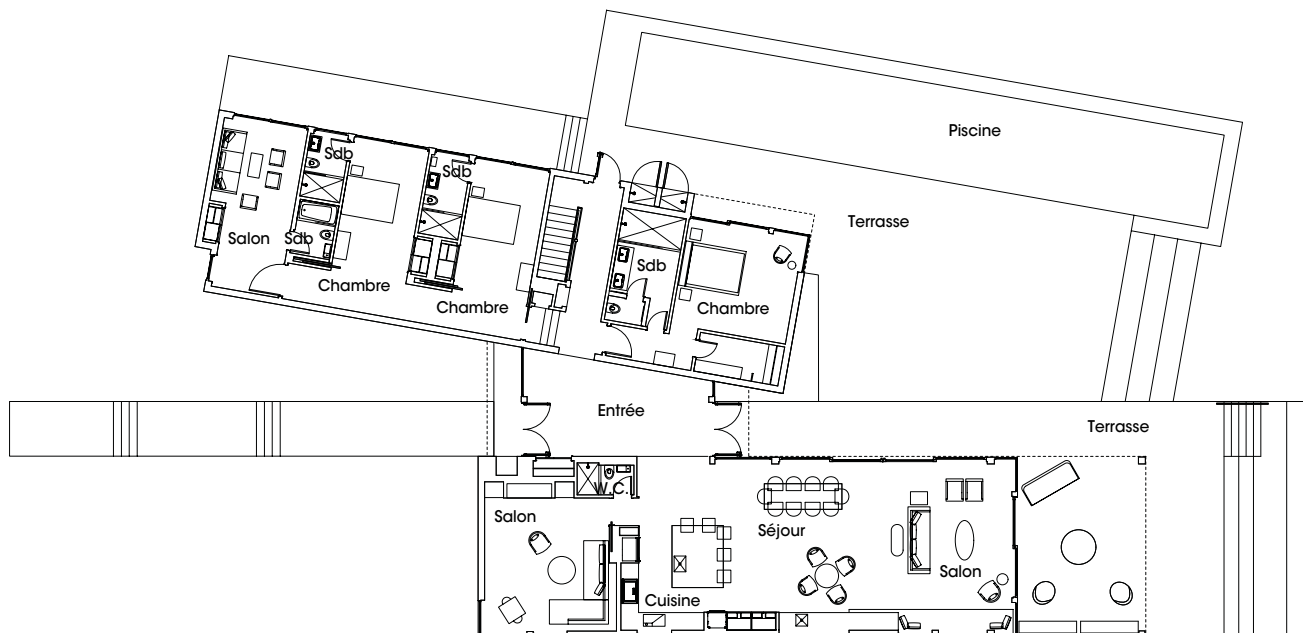 Piscine
Sdb
Sdb
Terrasse
Salon
Sdb
Sdb
Chambre
Chambre
Chambre
Entrée
Terrasse
W.C.
Salon
Séjour
Salon
Cuisine